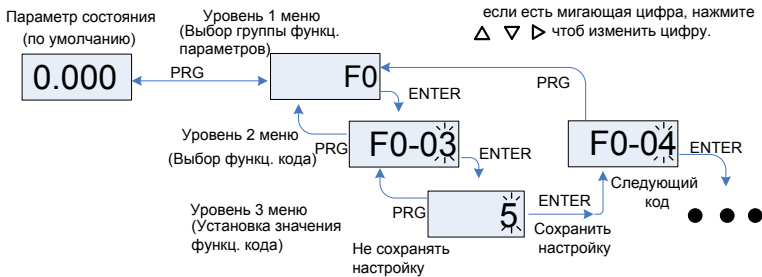 Параметр состояния
(по умолчанию)
0.000
PRG
Уровень 1 меню
(Выбор группы функц.
параметров)
F0
ENTER
если есть мигающая цифра, нажмите
△ ▽ ▷ чтоб изменить цифру.
PRG
Уровень 2 меню
(Выбор функц. кода)
PRG
F0-03
ENTER
F0-04
ENTER
Следующий
код
Уровень 3 меню
(Установка значения
функц. кода)
PRG
5
ENTER
Не сохранять
настройку
Сохранить
настройку